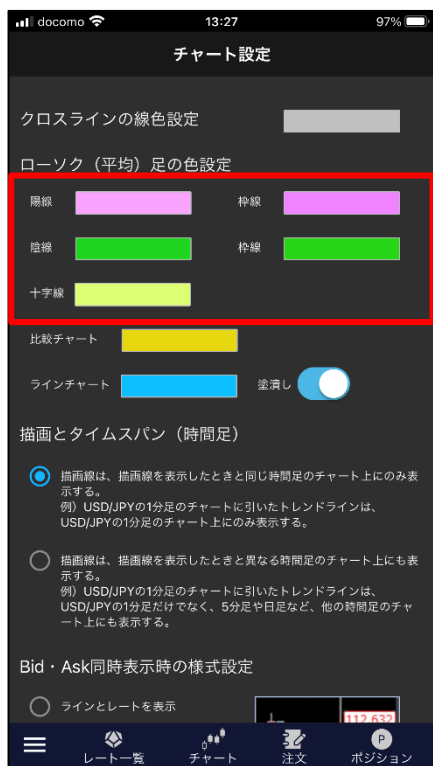 docomo 13:27 97%
チャート設定
クロスラインの線色設定
ローソク（平均）足の色設定
陽線 枠線
陰線 枠線
十字線
比較チャート
ラインチャート 塗潰し
描画とタイムスパン（時間足）
描画線は、描画線を表示したときと同じ時間足のチャート上にのみ表
示する。
例）USD/JPYの1分足のチャートに引いたトレンドラインは、
USD/JPYの1分足のチャート上にのみ表示する。
描画線は、描画線を表示したときと異なる時間足のチャート上にも表
示する。
例）USD/JPYの1分足のチャートに引いたトレンドラインは、
USD/JPYの1分足だけでなく、5分足や日足など、他の時間足のチャ
ート上にも表示する。
Bid・Ask同時表示時の様式設定
ラインとレートを表示
112.632
P
レート一覧 チャート 注文 ポジション